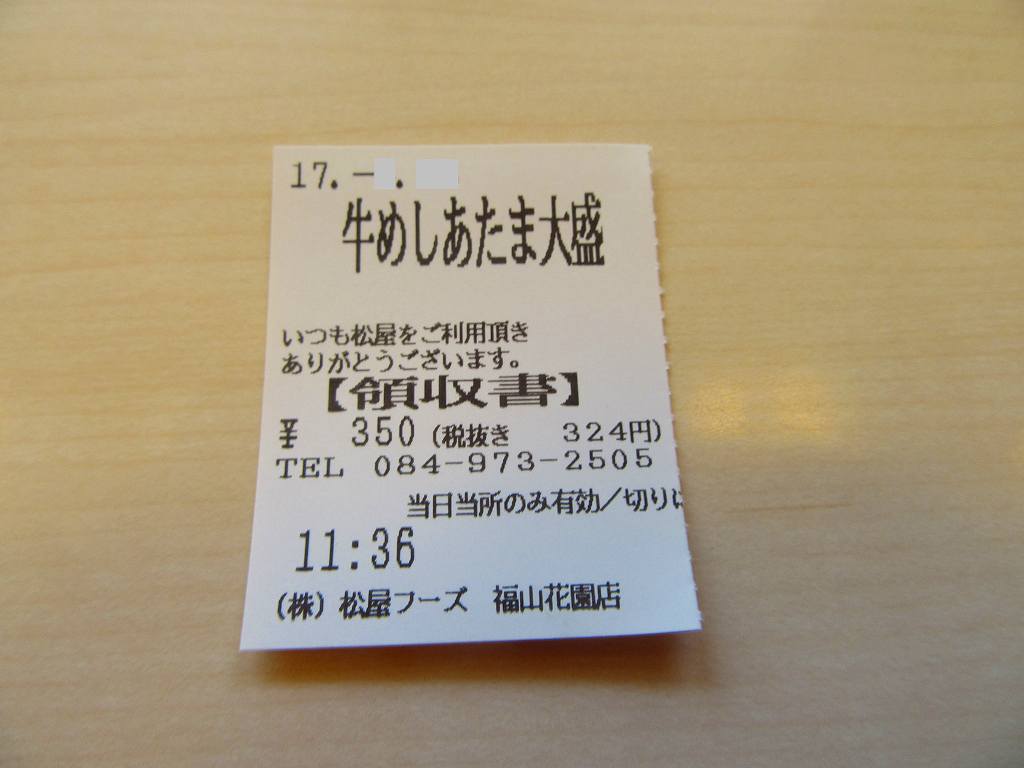 17.－ .
牛めしあたま大盛
いつも松屋をご利用頂き
ありがとうございます。
【領収書】
¥ 350 (税抜き 324円)
TEL 084-973-2505
当日当所のみ有効／切り
11:36
(株) 松屋フーズ 福山花園店